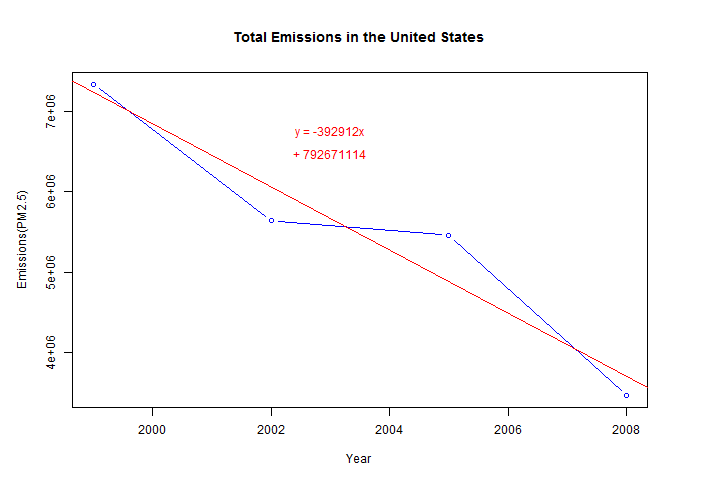 Total Emissions in the United States
y = -392912x
+ 792671114
Emissions(PM2.5)
7e+06
6e+06
5e+06
4e+06
2000 2002 2004 2006 2008
Year